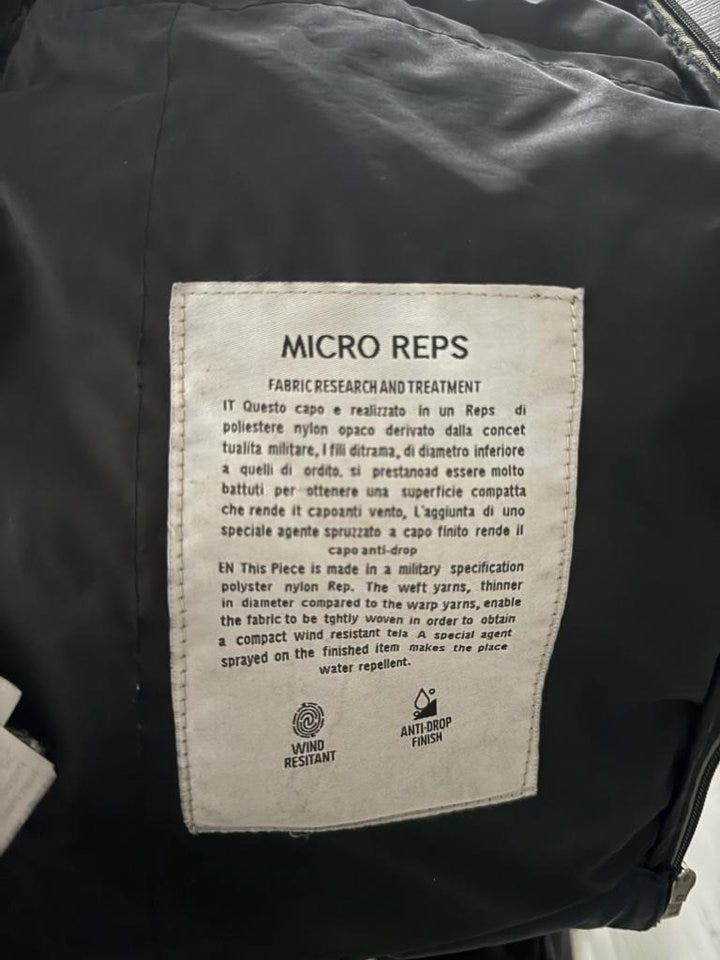 MICRO REPS
FABRIC RESEARCH AND TREATMENT
IT Questo capo e realizzato in un Reps di
poliestere nylon opaco derivato dalla concet
tualita militare, I fili ditrama, di diametro inferiore
a quelli di ordito, si prestanoad essere molto
battuti per ottenere una superficie compatta
che rende it capoanti vento, L'aggiunta di uno
speciale agente spruzzato a capo finito rende il
capo anti-drop
EN This Piece is made in a military specification
polyster nylon Rep. The weft yarns, thinner
in diameter compared to the warp yarns, enable
the fabric to be tghtly woven in order to obtain
a compact wind resistant tela A special agent
sprayed on the finished item makes the place
water repellent.
WIND
RESITANT
ANTI-DROP
FINISH